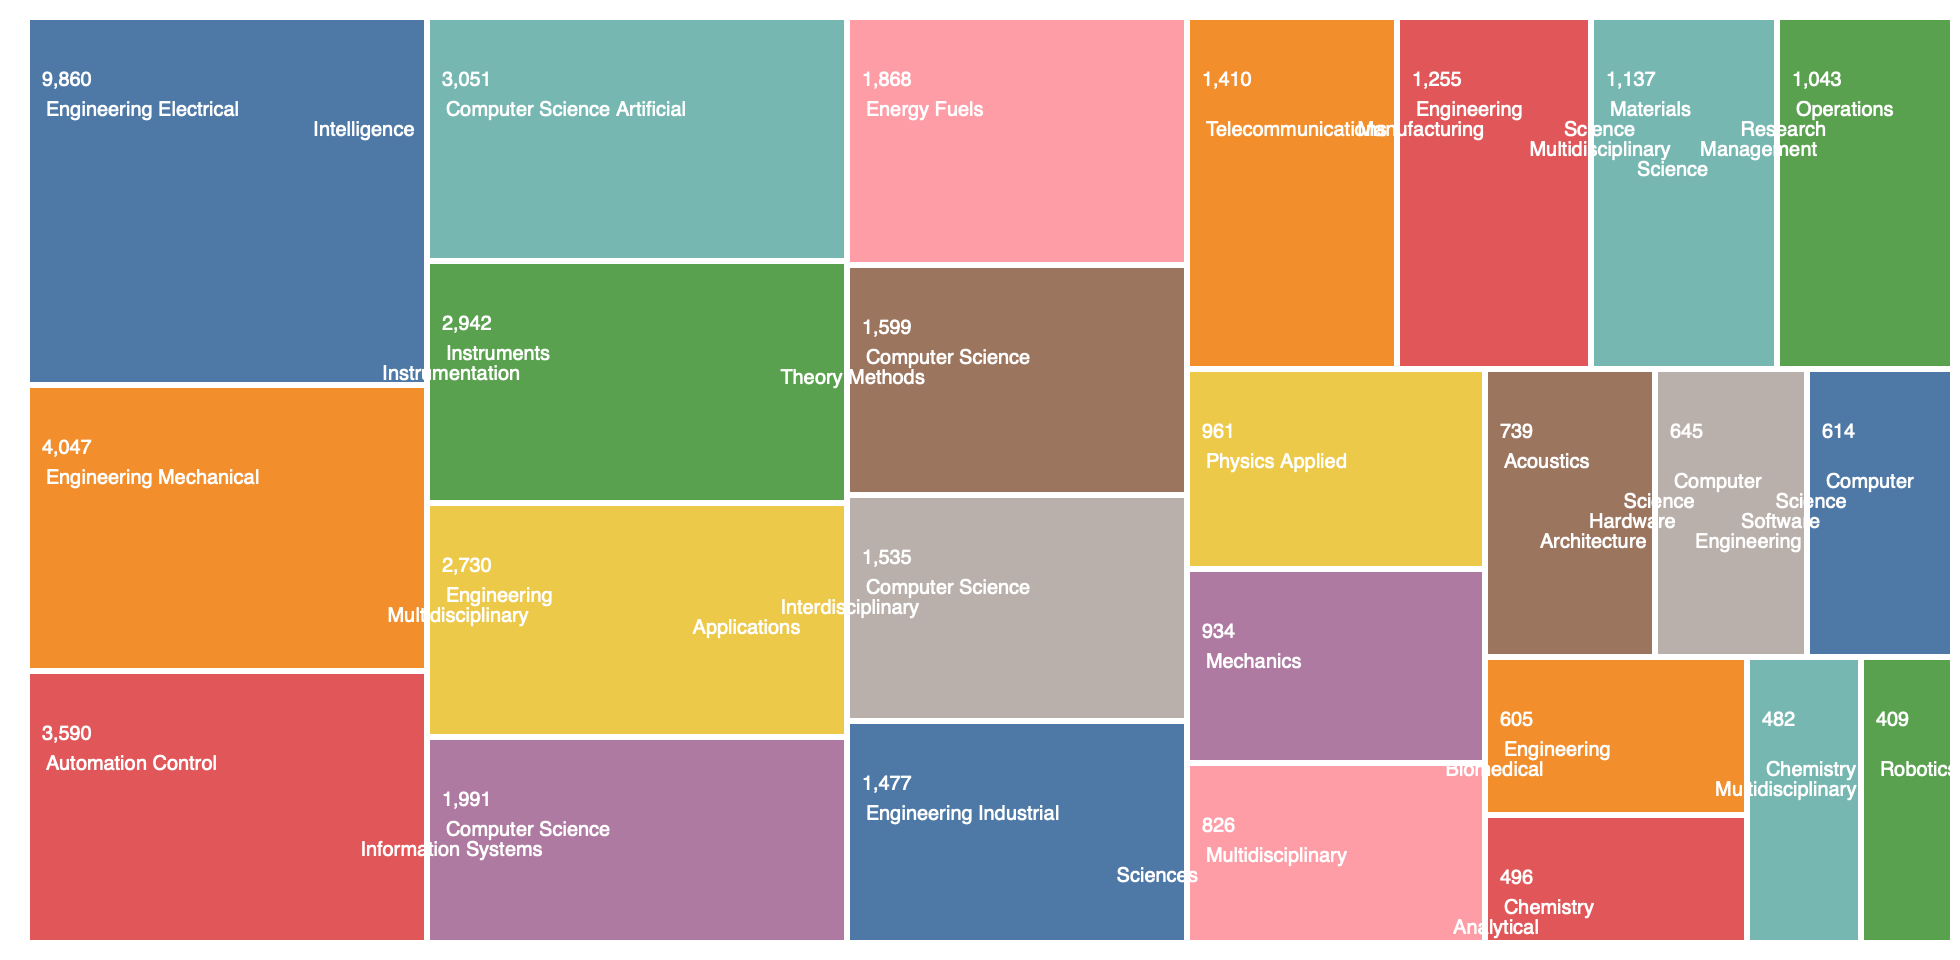 9,860
Engineering Electrical
4,047
Engineering Mechanical
3,590
Automation Control
3,051
Computer Science Artificial
Intelligence
2,942
Instruments
Instrumentation
2,730
Engineering
Multidisciplinary
1,991
Computer Science
Information Systems
1,868
Energy Fuels
1,599
Computer Science
Theory Methods
1,535
Computer Science
Interdisciplinary
Applications
1,477
Engineering Industrial
1,410
Telecommunications
1,255
Engineering
Manufacturing
1,137
Materials
Science
Multidisciplinary
1,043
Operations
Research
Management
Science
961
Physics Applied
934
Mechanics
826
Multidisciplinary
Sciences
739
Acoustics
645
Computer
Science
Hardware
Architecture
614
Computer
Science
Software
Engineering
605
Engineering
Biomedical
496
Chemistry
Analytical
482
Chemistry
Multidisciplinary
409
Robotics